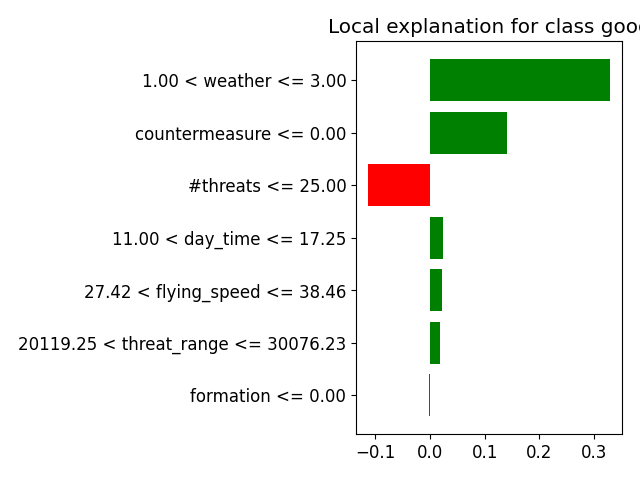 Local explanation for class good
1.00 < weather <= 3.00
countermeasure <= 0.00
#threats <= 25.00
11.00 < day_time <= 17.25
27.42 < flying_speed <= 38.46
20119.25 < threat_range <= 30076.23
formation <= 0.00
−0.1 0.0 0.1 0.2 0.3